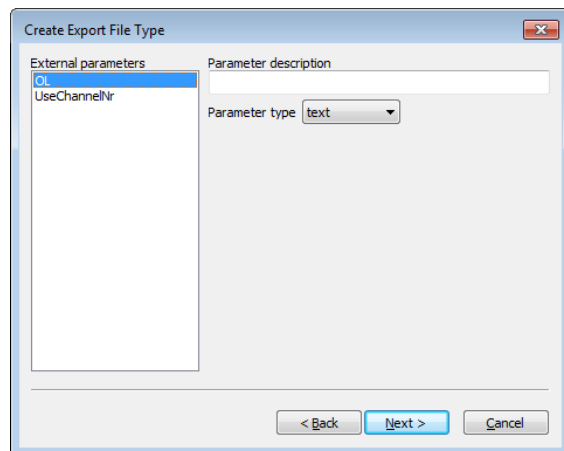 Create Export File Type
External parameters
OL
UseChannelNr
Parameter description
Parameter type text
< Back Next > Cancel